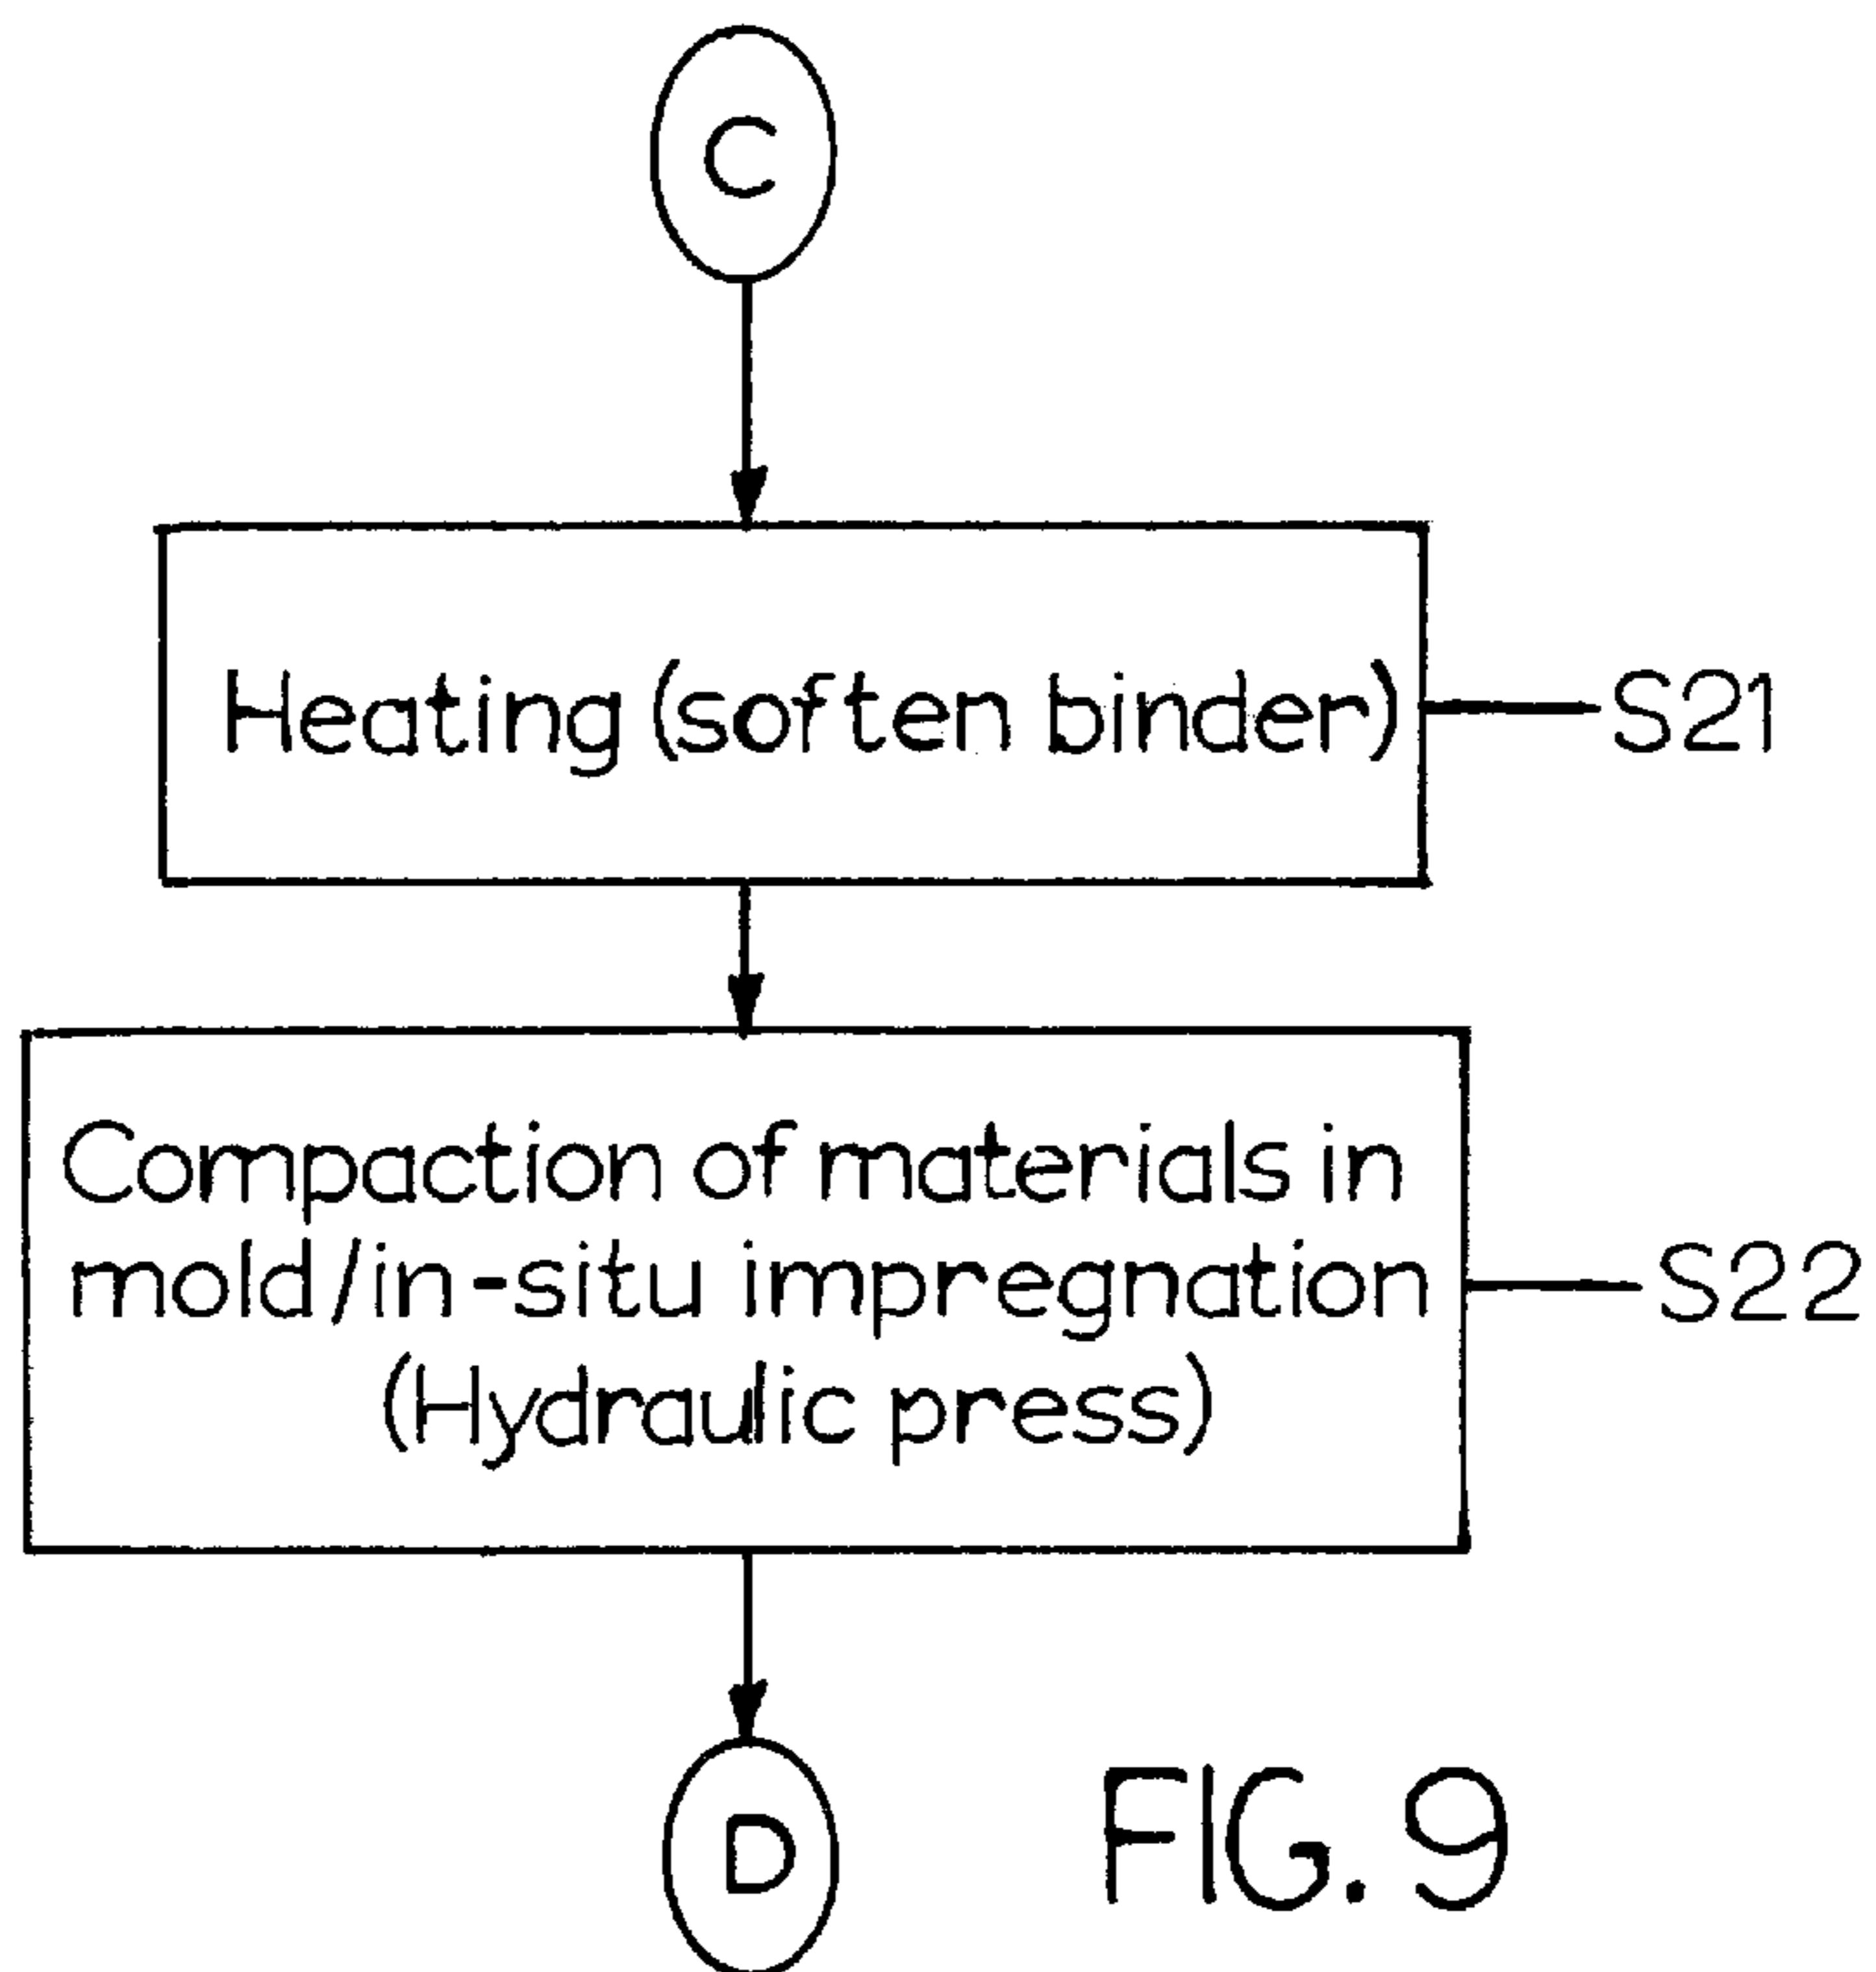 C
Heating (soften binder)
S21
Compaction of materials in
mold/in-situ impregnation
(Hydraulic press)
S22
D
FIG. 9